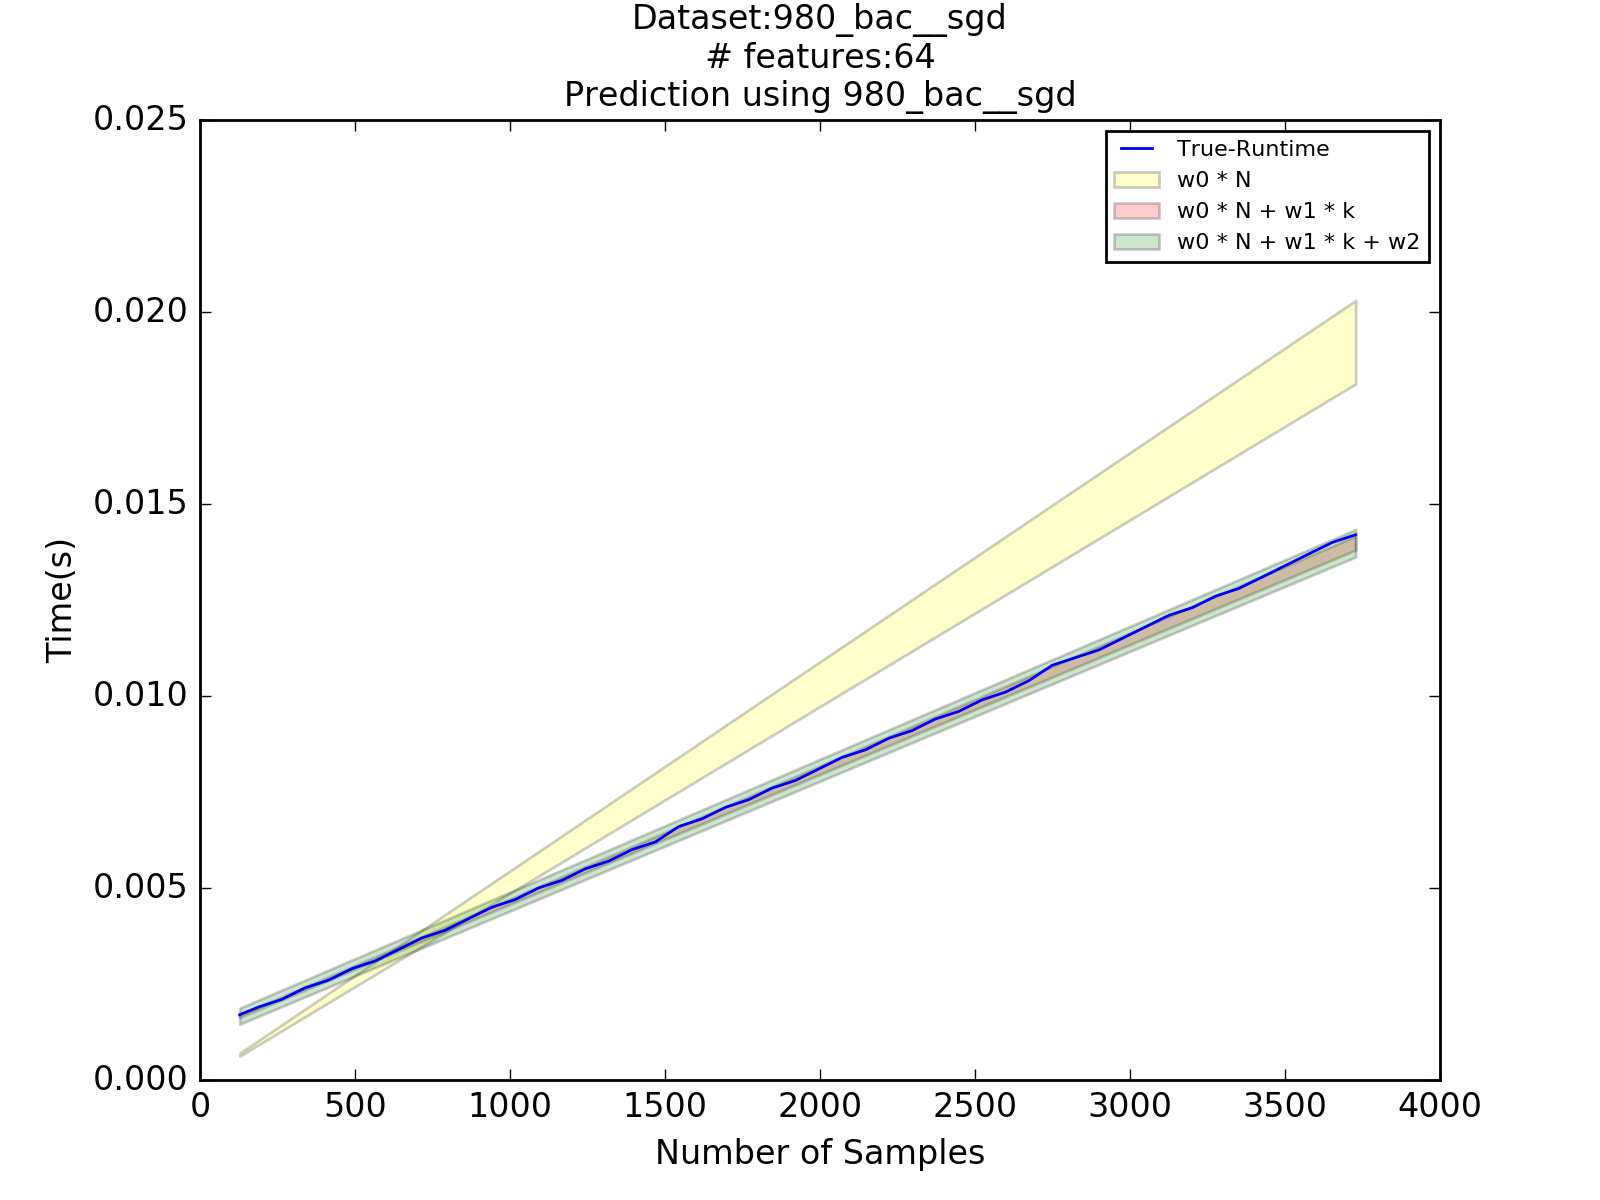 Dataset:980_bac__sgd
# features:64
Prediction using 980_bac__sgd
0.025
0.020
0.015
0.010
0.005
0.000
Time(s)
True-Runtime
w0 * N
w0 * N + w1 * k
w0 * N + w1 * k + w2
0 500 1000 1500 2000 2500 3000 3500 4000
Number of Samples